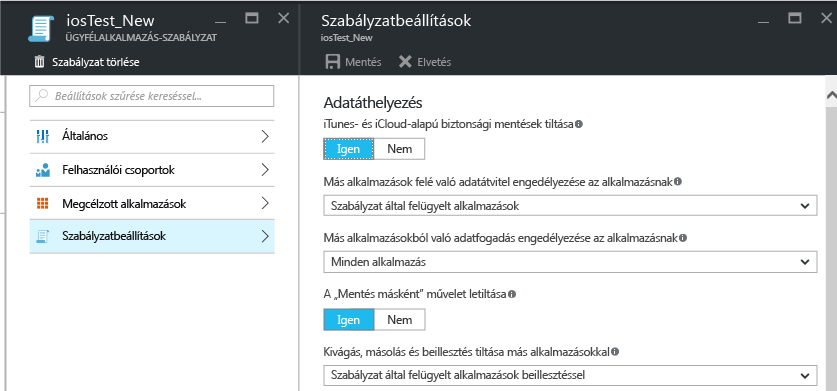 iosTest_New
ÜGYFÉLALKALMAZÁS-SZABÁLYZAT
Szabályzat törlése
Beállítások szűrése kereséssel...
Általános
Felhasználói csoportok
Megcélzott alkalmazások
Szabályzatbeállítások
Szabályzatbeállítások
iosTest_New
Mentés Elvetés
Adatáthelyezés
iTunes- és iCloud-alapú biztonsági mentések tiltása
Igen Nem
Más alkalmazások felé való adatátvitel engedélyezése az alkalmazásnak
Szabályzat által felügyelt alkalmazások
Más alkalmazásokból való adatfogadás engedélyezése az alkalmazásnak
Minden alkalmazás
A „Mentés másként” művelet letiltása
Igen Nem
Kivágás, másolás és beillesztés tiltása más alkalmazásokkal
Szabályzat által felügyelt alkalmazások beillesztéssel